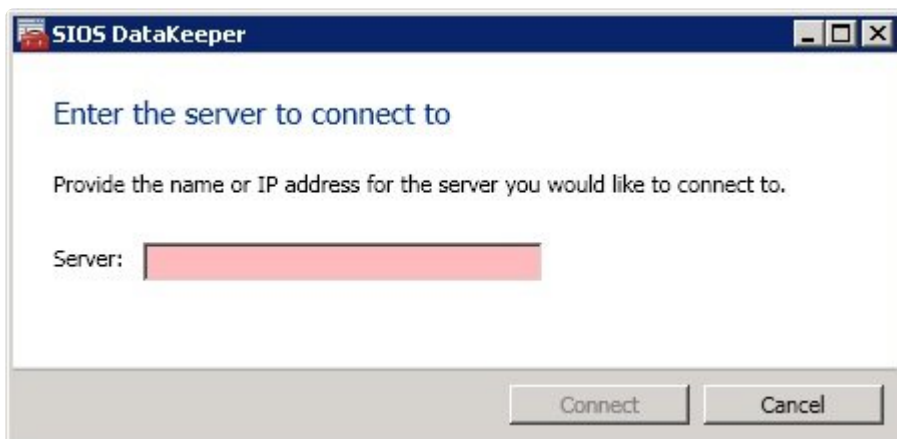 SIOS DataKeeper
Enter the server to connect to
Provide the name or IP address for the server you would like to connect to.
Server:
Connect Cancel